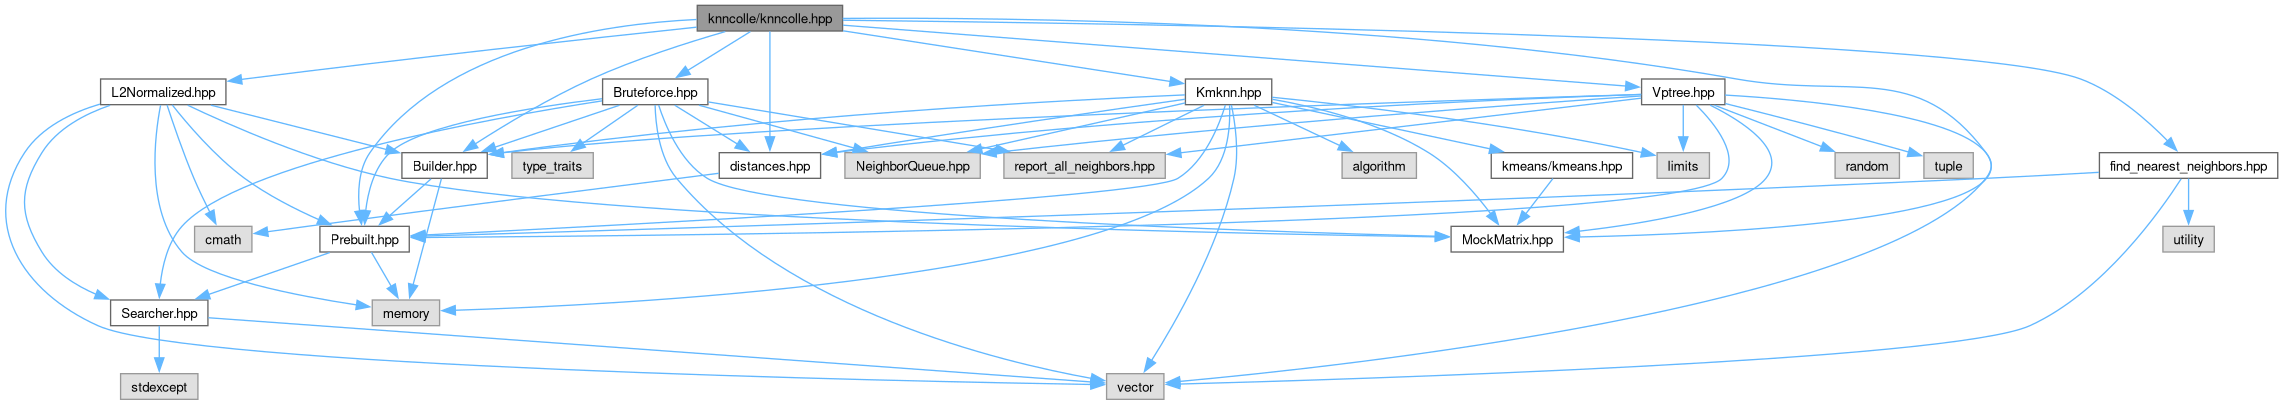 knncolle/knncolle.hpp
L2Normalized.hpp
Bruteforce.hpp
Kmknn.hpp
Vptree.hpp
Builder.hpp
type_traits
distances.hpp
NeighborQueue.hpp
report_all_neighbors.hpp
algorithm
kmeans/kmeans.hpp
limits
random
tuple
find_nearest_neighbors.hpp
cmath
Prebuilt.hpp
MockMatrix.hpp
utility
Searcher.hpp
memory
stdexcept
vector